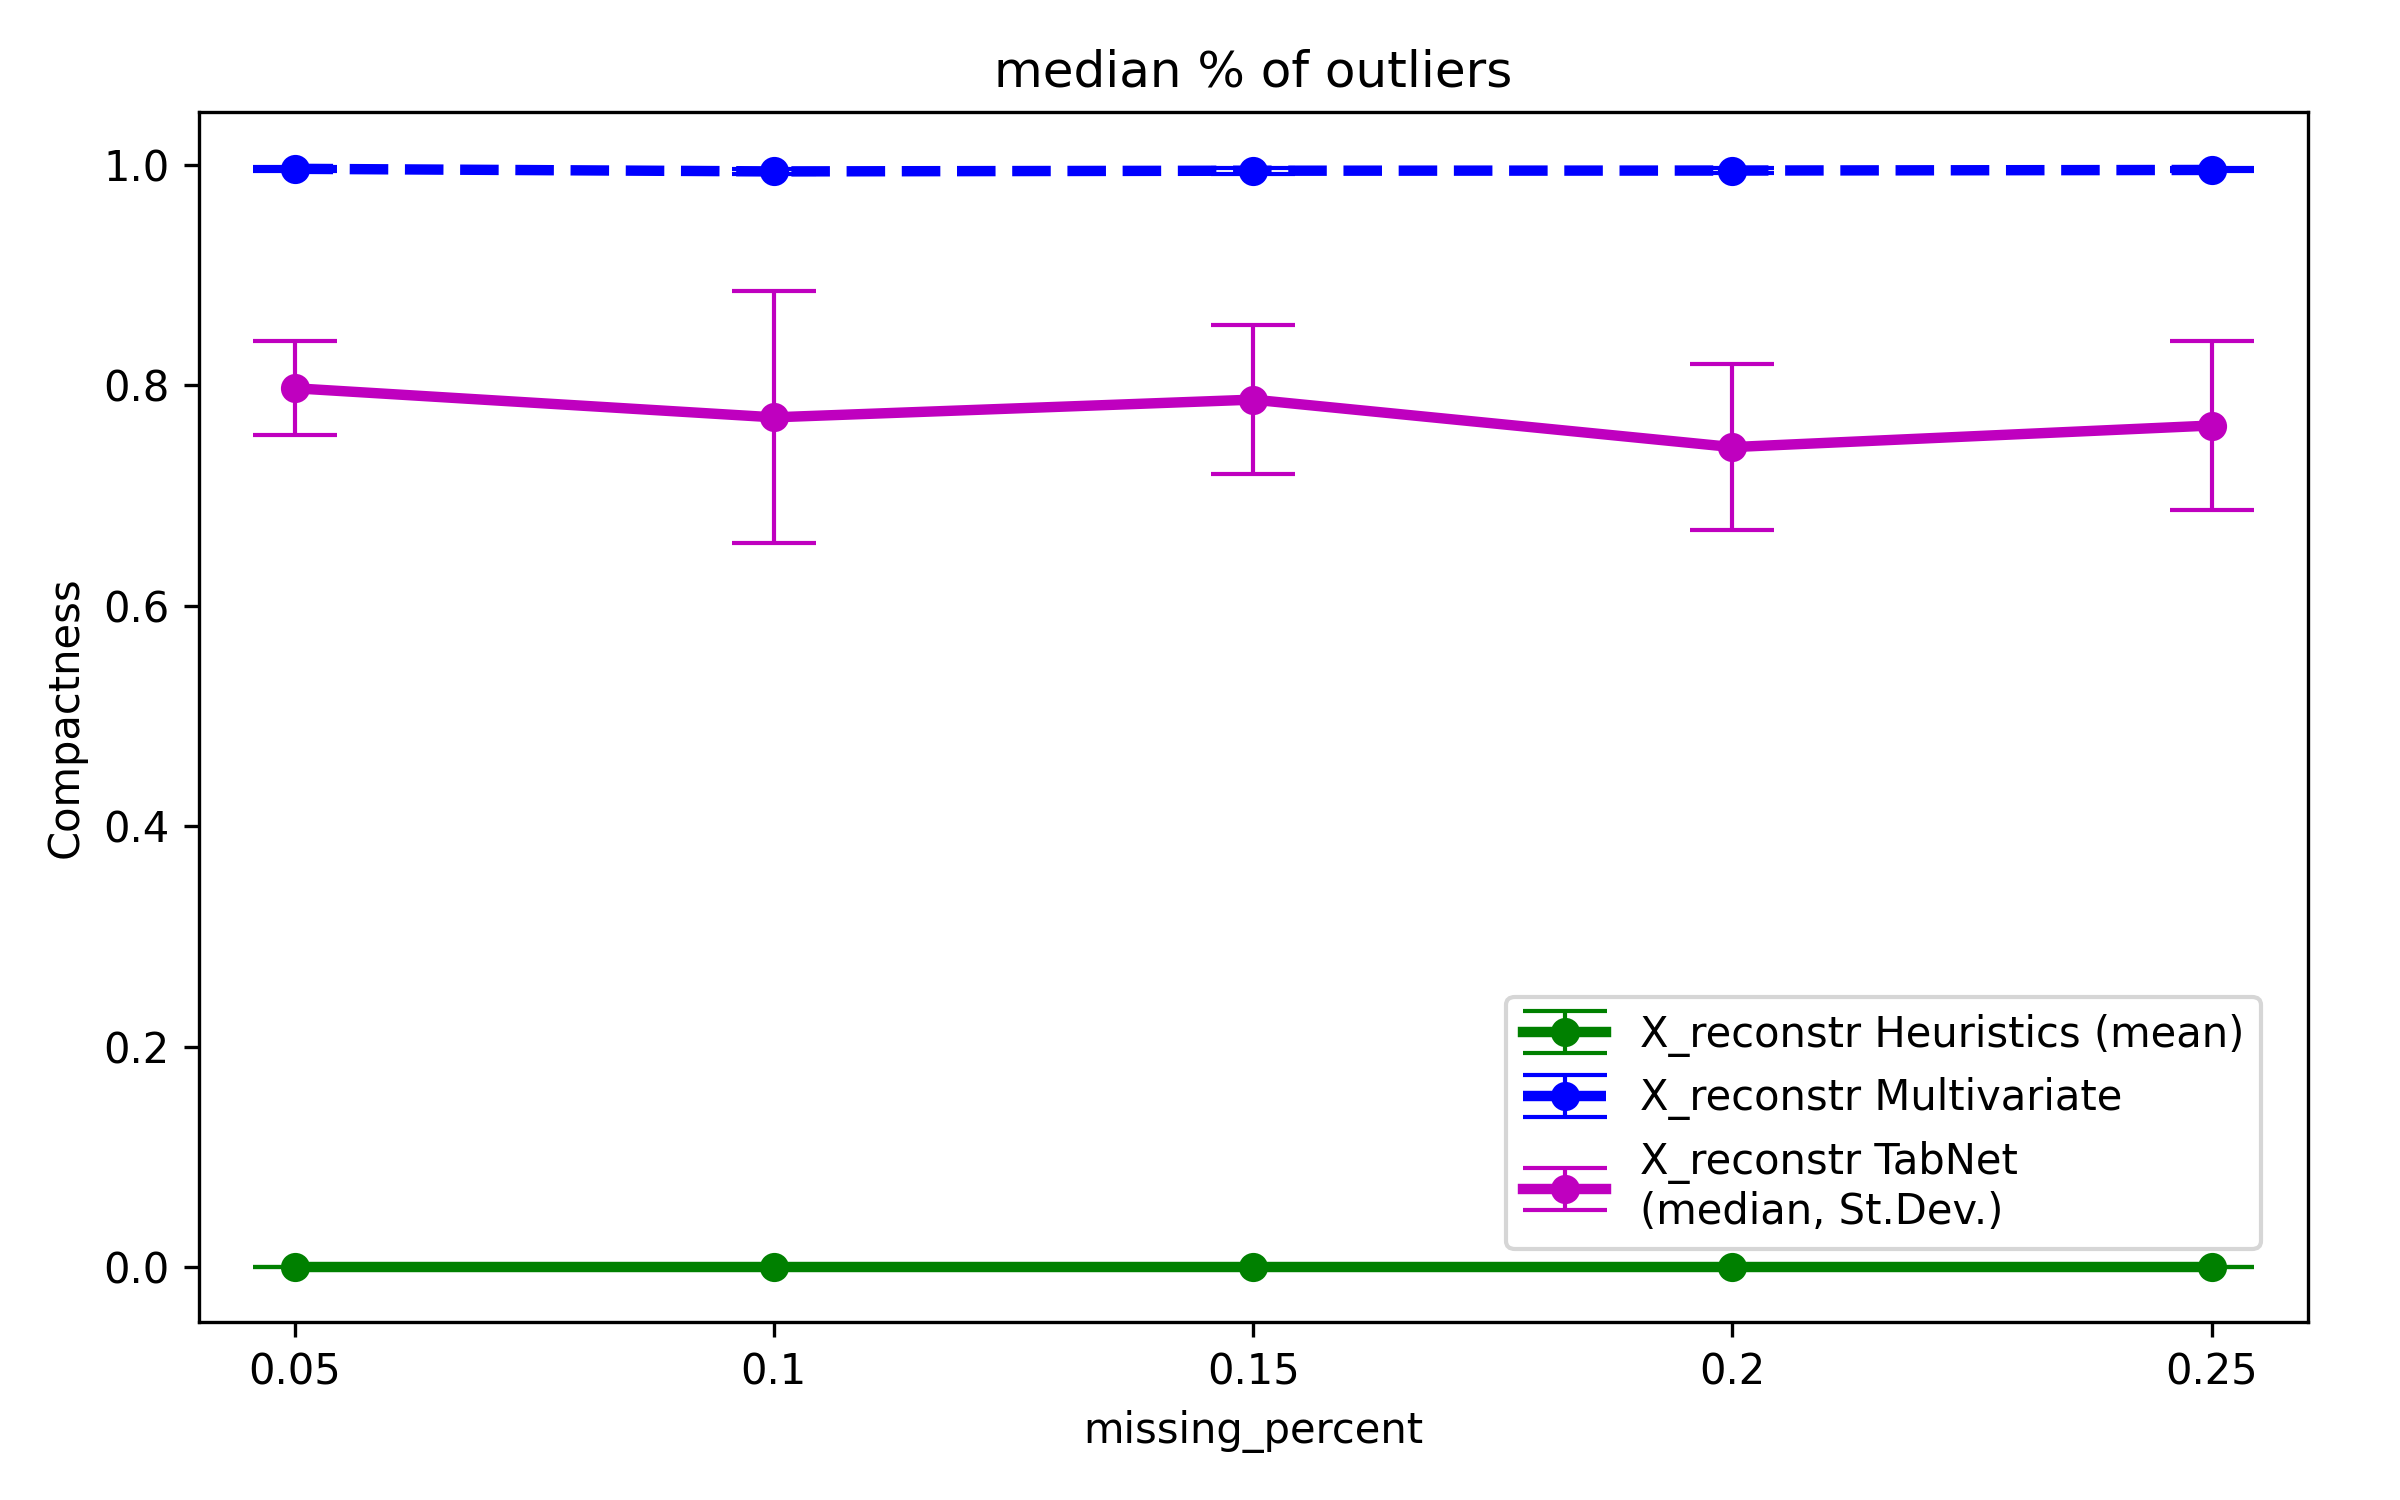 median % of outliers
1.0
0.8
0.6
0.4
0.2
0.0
Compactness
X_reconstr Heuristics (mean)
X_reconstr Multivariate
X_reconstr TabNet
(median, St.Dev.)
0.05
0.1
0.15
0.2
0.25
missing_percent